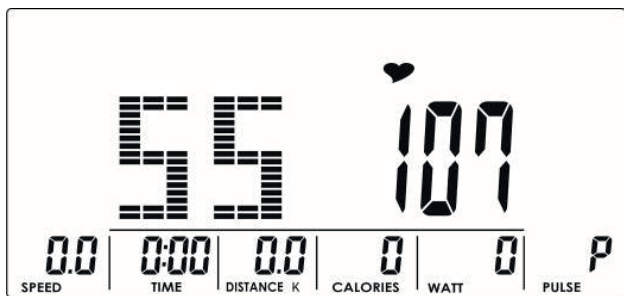 55 107
0.0 0:00 0.0 0 0 P
SPEED TIME DISTANCE K CALORIES WATT PULSE